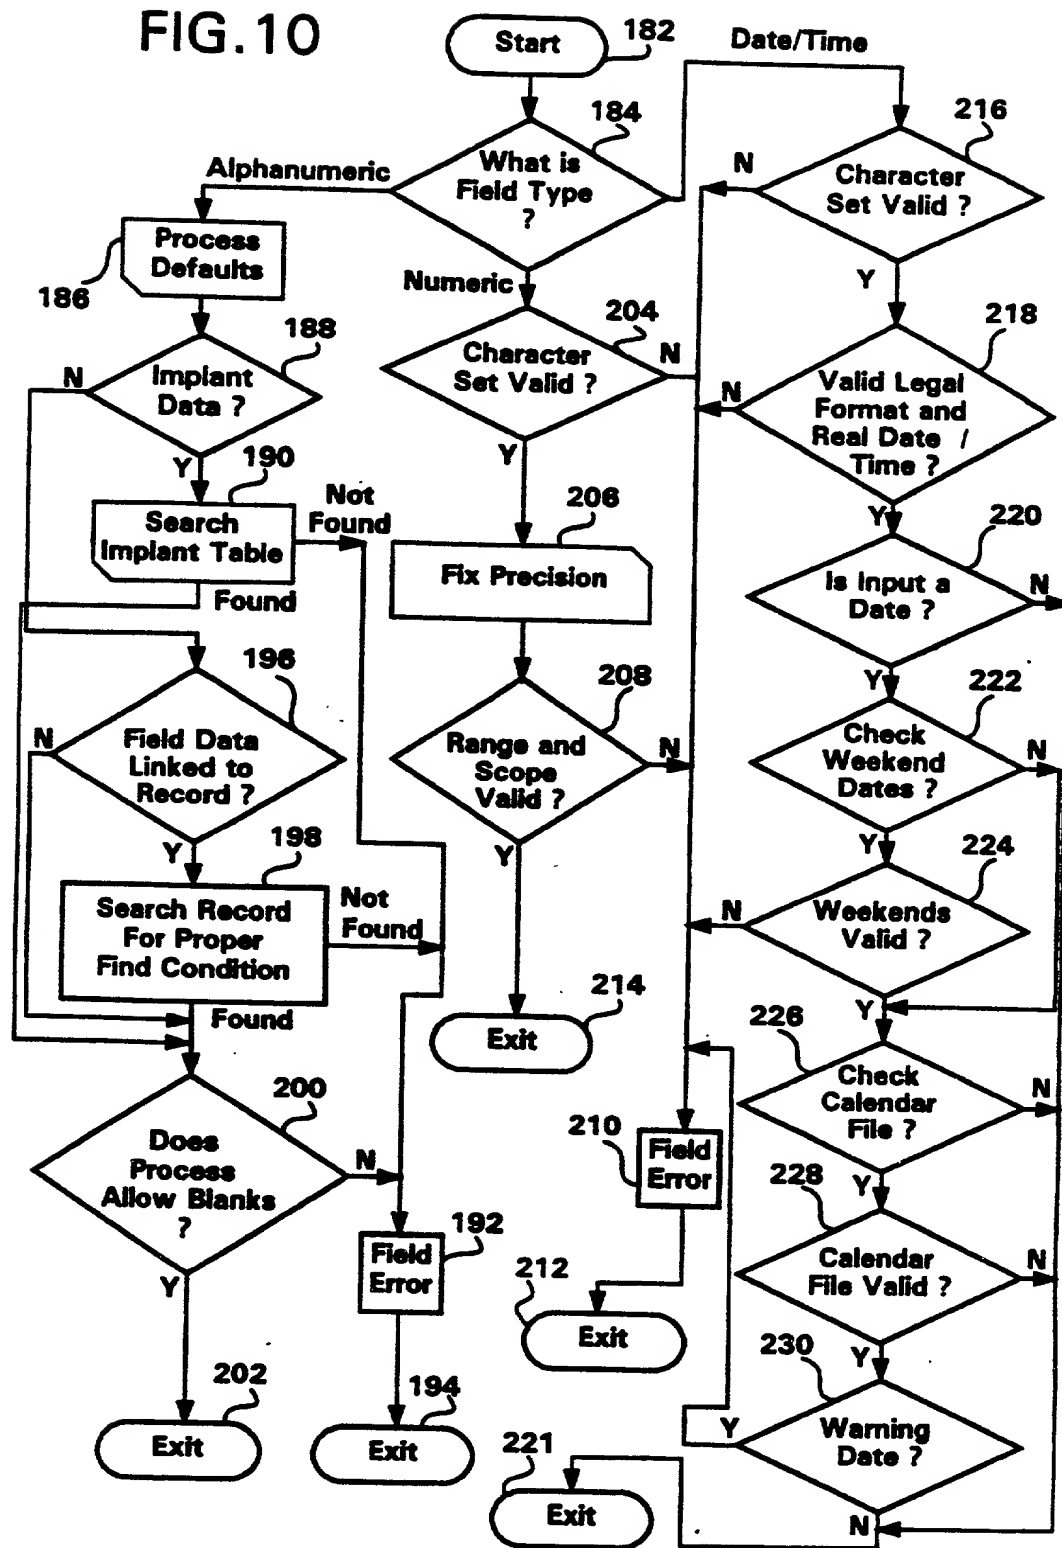 FIG.10
Start
182
Date/Time
184
What is
Field Type
?
Alphanumeric
Numeric
Process
Defaults
186
188
Implant
Data ?
N
Y
190
Search
Implant Table
Not
Found
Found
196
Field Data
Linked to
Record ?
N
Y
198
Search Record
For Proper
Find Condition
Not
Found
Found
200
Does
Process
Allow Blanks
?
N
Y
192
Field
Error
202
Exit
194
Exit
204
Character
Set Valid ?
N
Y
206
Fix Precision
208
Range and
Scope
Valid ?
N
Y
214
Exit
210
Field
Error
212
Exit
221
Exit
216
Character
Set Valid ?
N
Y
218
Valid Legal
Format and
Real Date /
Time ?
N
Y
220
Is Input a
Date ?
N
Y
222
Check
Weekend
Dates ?
N
Y
224
Weekends
Valid ?
N
Y
226
Check
Calendar
File ?
N
Y
228
Calendar
File Valid ?
N
Y
230
Warning
Date ?
Y
N